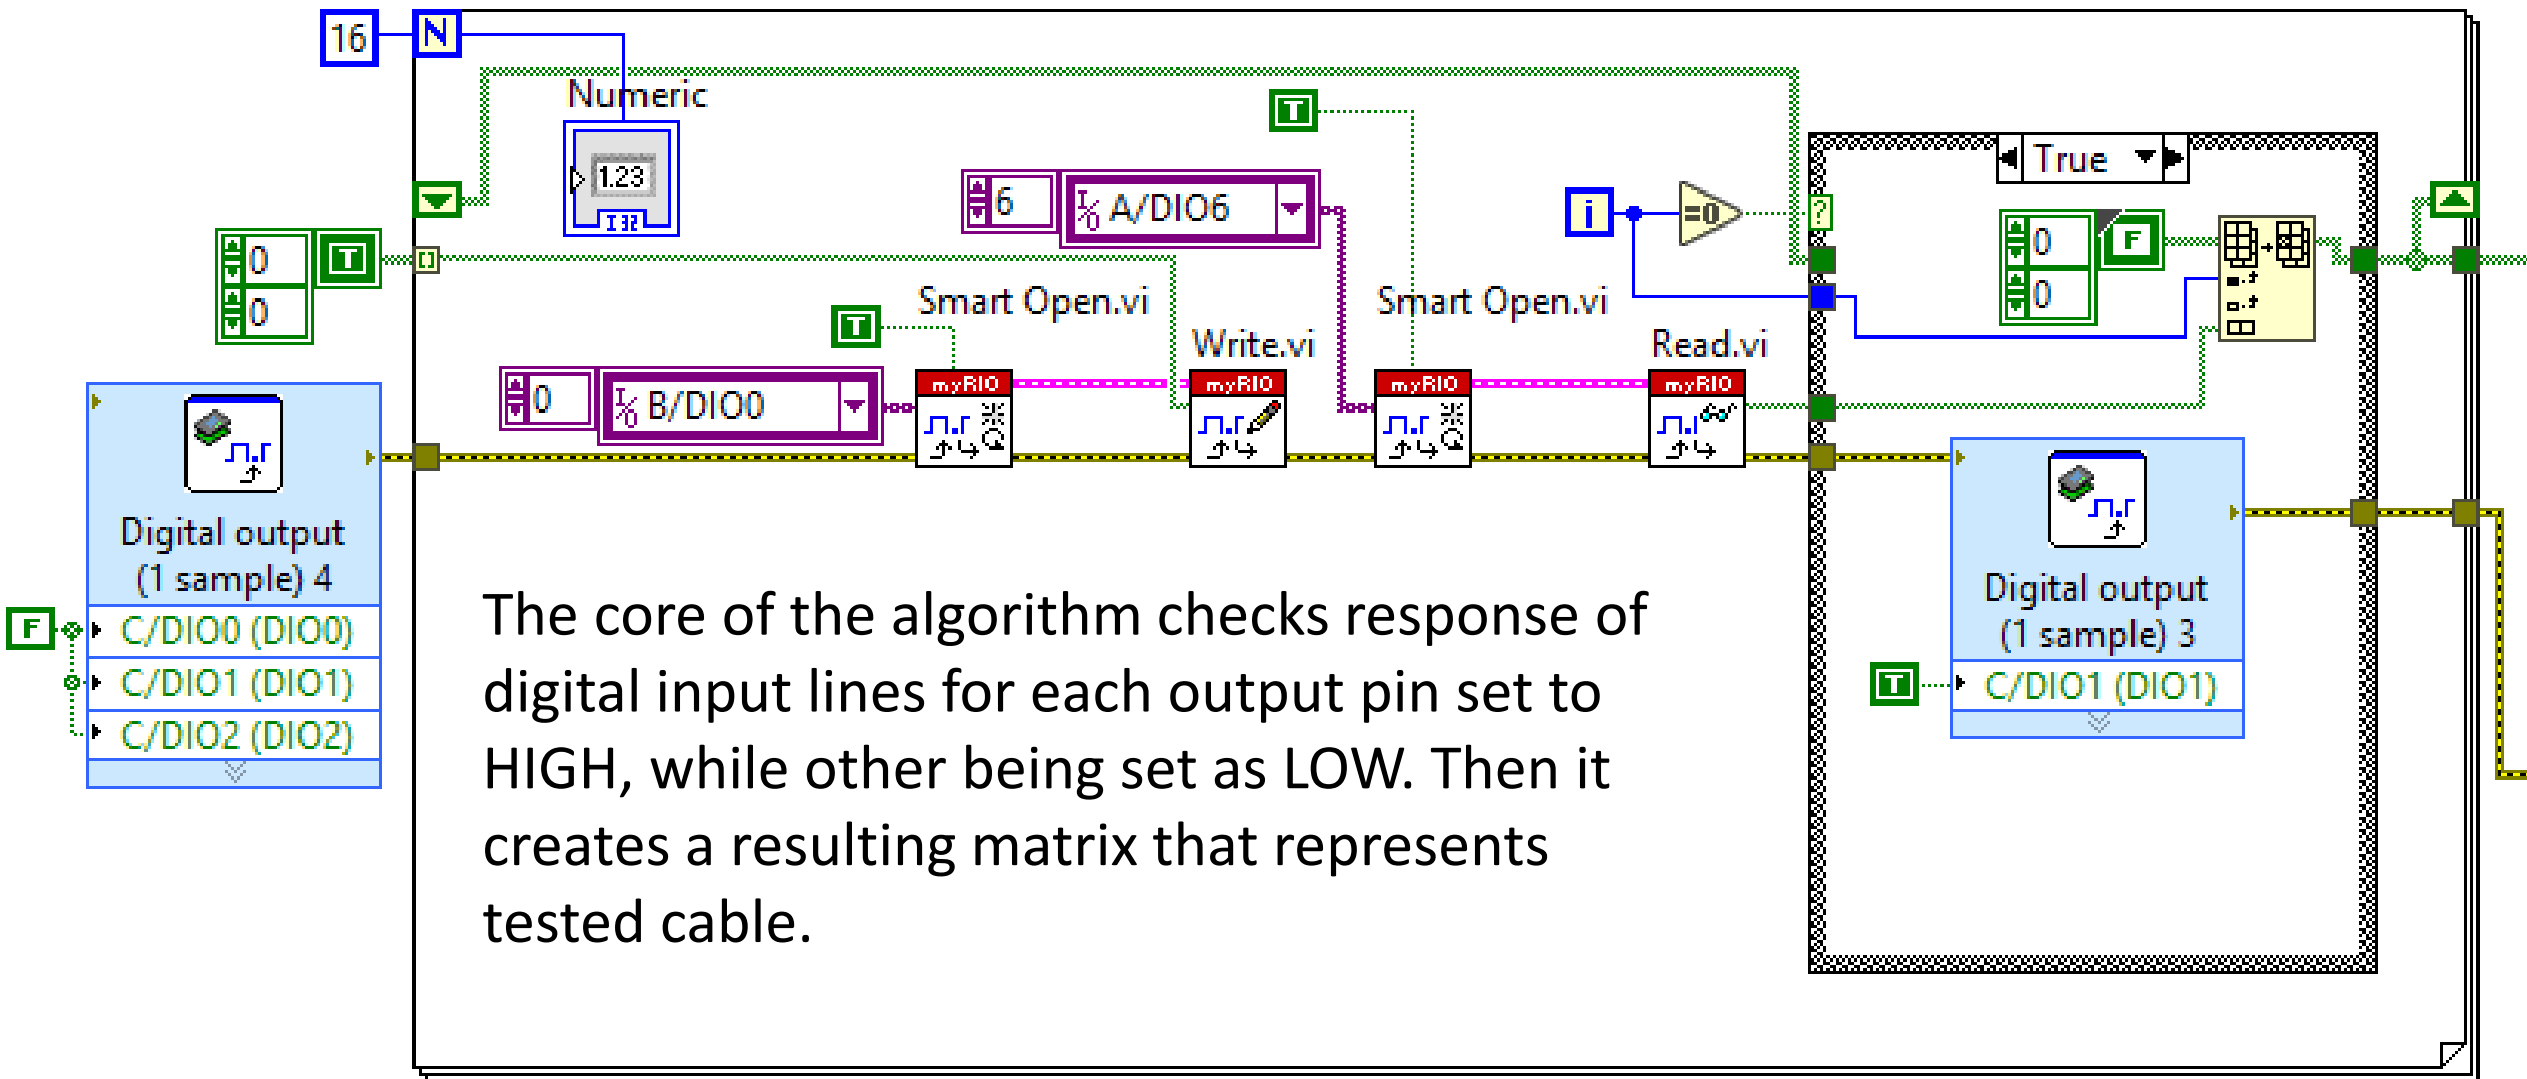 16
N
Numeric
1.23
I32
T
6
I/O A/DIO6
True
i
=0
?
0
T
0
[]
0
F
0
Smart Open.vi
Smart Open.vi
T
Write.vi
Read.vi
0
I/O B/DIO0
myRIO
myRIO
myRIO
myRIO
Digital output
(1 sample) 4
F
C/DIO0 (DIO0)
C/DIO1 (DIO1)
C/DIO2 (DIO2)
Digital output
(1 sample) 3
T
C/DIO1 (DIO1)
The core of the algorithm checks response of
digital input lines for each output pin set to
HIGH, while other being set as LOW. Then it
creates a resulting matrix that represents
tested cable.